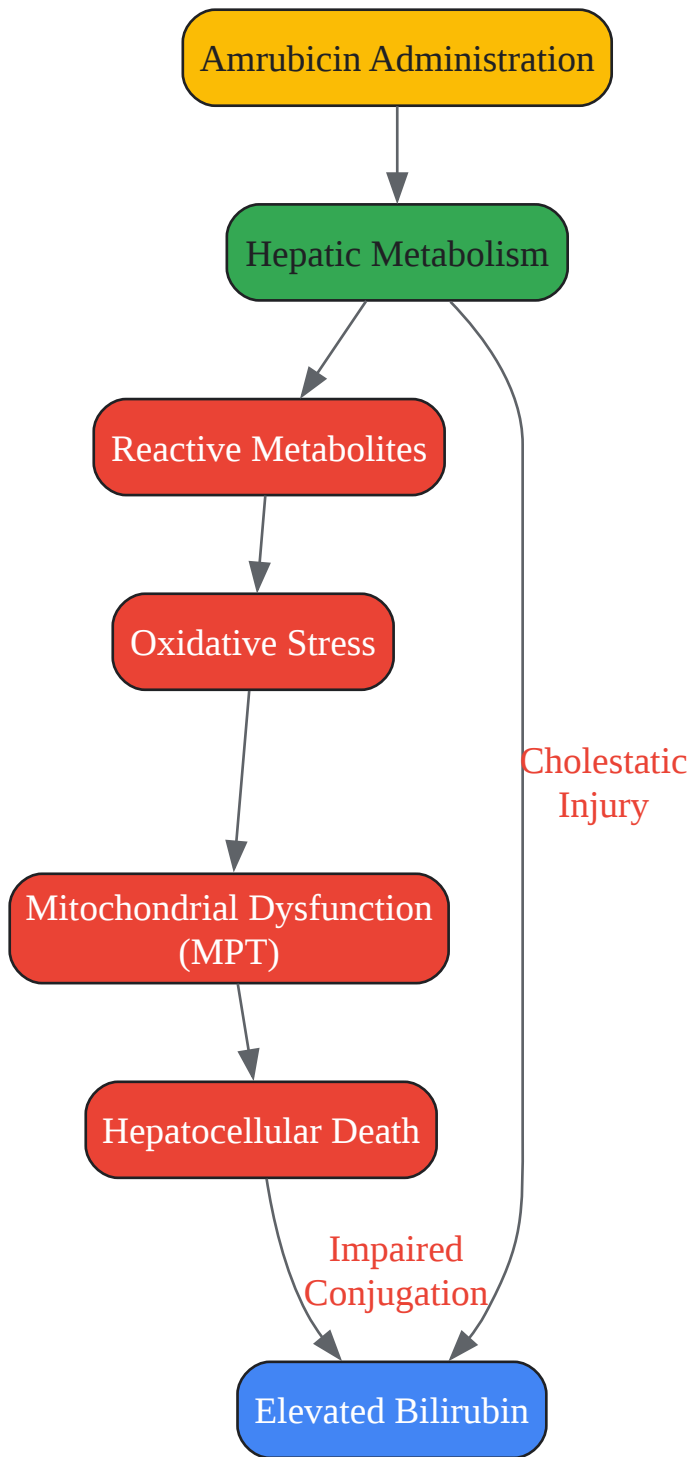 Amrubicin Administration
Hepatic Metabolism
Reactive Metabolites
Oxidative Stress
Cholestatic
Injury
Mitochondrial Dysfunction
(MPT)
Hepatocellular Death
Impaired
Conjugation
Elevated Bilirubin